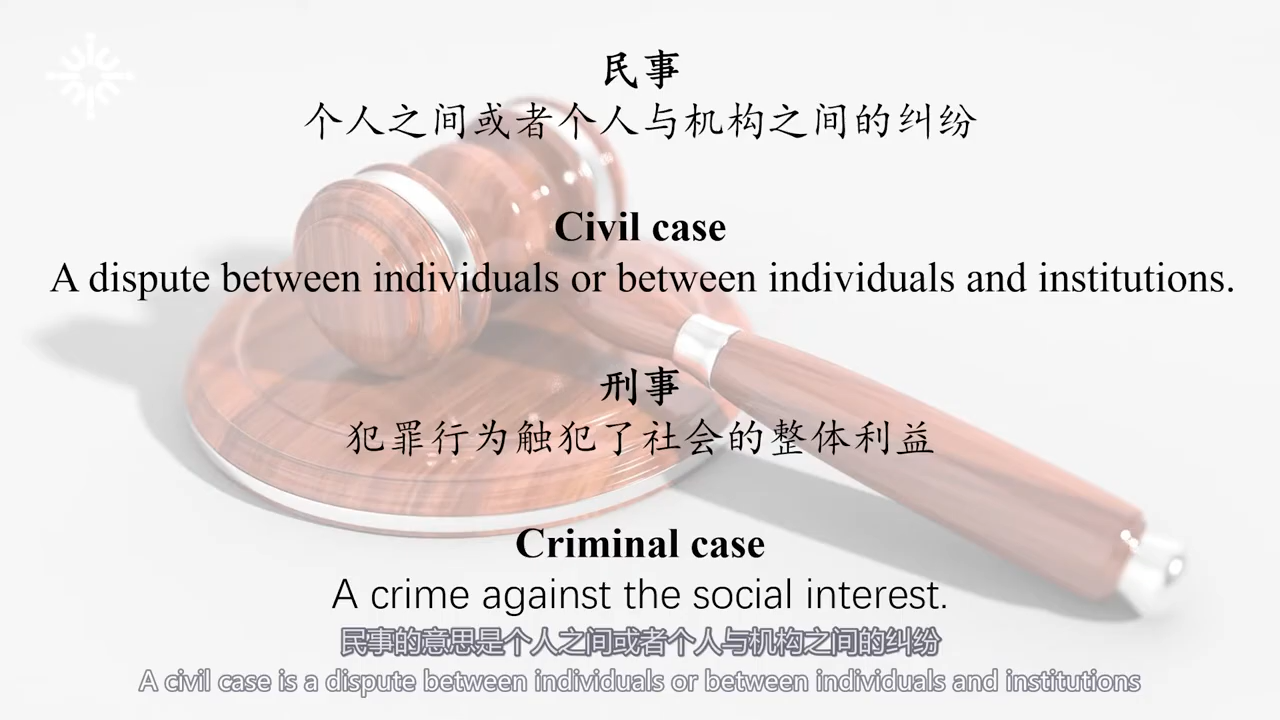 民事
个人之间或者个人与机构之间的纠纷
Civil case
A dispute between individuals or between individuals and institutions.
刑事
犯罪行为触犯了社会的整体利益
Criminal case
A crime against the social interest.
民事的意思是个人之间或者个人与机构之间的纠纷
A civil case is a dispute between individuals or between individuals and institutions